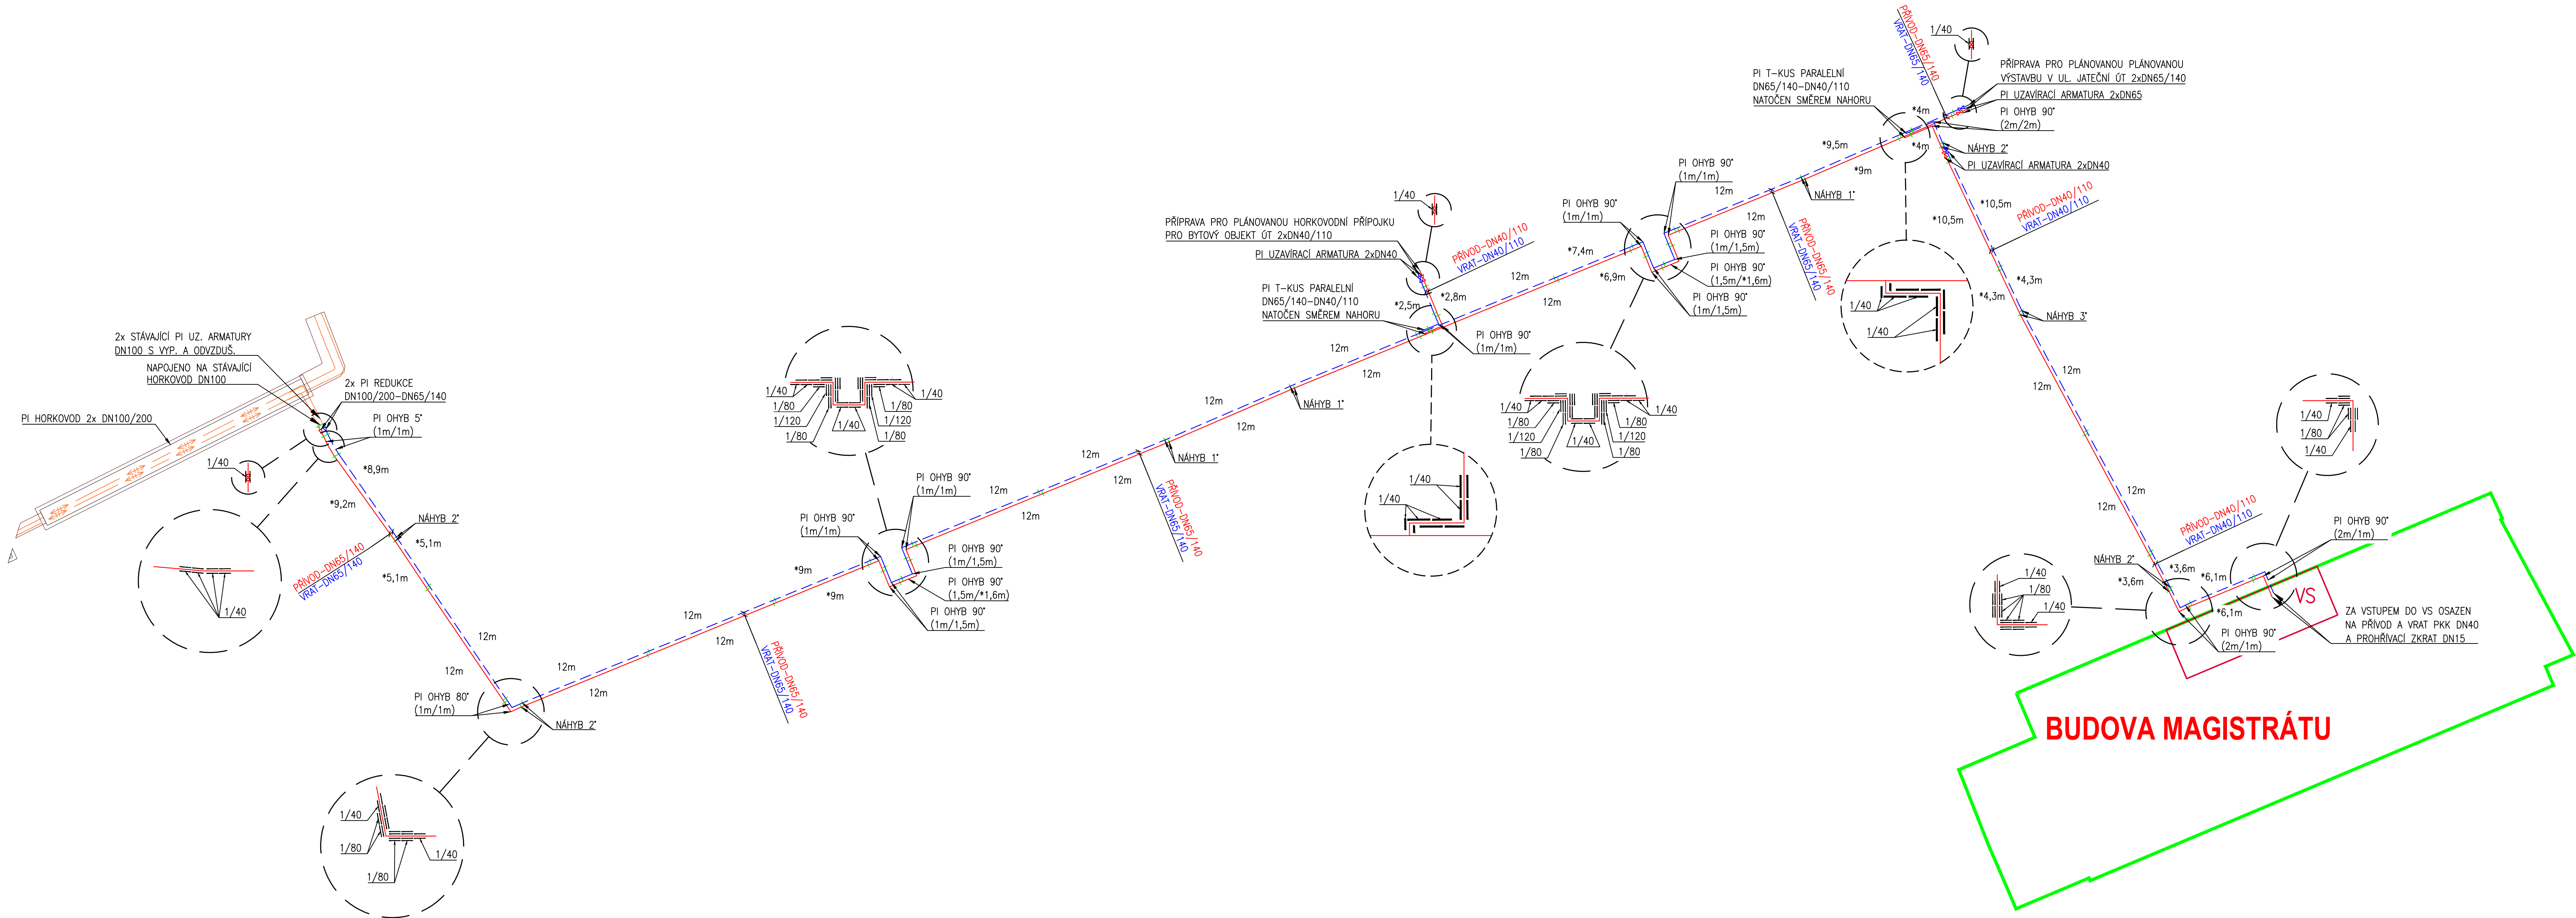 2x STÁVAJÍCÍ PI UZ. ARMATURY
DN100 S VYP. A ODVZDUŠ.
NAPOJENO NA STÁVAJÍCÍ
HORKOVOD DN100
PI HORKOVOD 2x DN100/200
2x PI REDUKCE
DN100/200-DN65/140
PI OHYB 5°
(1m/1m)
1/40
1/40
*8,9m
*9,2m
NÁHYB 2°
*5,1m
*5,1m
PŘÍVOD-DN65/140
VRAT-DN65/140
12m
12m
PI OHYB 80°
(1m/1m)
NÁHYB 2°
1/40
1/80
1/40
1/80
12m
12m
12m
12m
PŘÍVOD-DN65/140
VRAT-DN65/140
*9m
*9m
PI OHYB 90°
(1m/1m)
PI OHYB 90°
(1m/1m)
PI OHYB 90°
(1m/1,5m)
PI OHYB 90°
(1,5m/*1,6m)
PI OHYB 90°
(1m/1,5m)
1/40
1/80
1/120
1/80
1/40
1/40
1/80
1/120
1/80
12m
12m
12m
12m
PŘÍVOD-DN65/140
VRAT-DN65/140
NÁHYB 1°
12m
12m
NÁHYB 1°
12m
12m
PŘÍPRAVA PRO PLÁNOVANOU HORKOVODNÍ PŘÍPOJKU
PRO BYTOVÝ OBJEKT ÚT 2xDN40/110
PI UZAVÍRACÍ ARMATURA 2xDN40
PI T-KUS PARALELNÍ
DN65/140-DN40/110
NATOČEN SMĚREM NAHORU
1/40
PŘÍVOD-DN40/110
VRAT-DN40/110
*2,5m
*2,8m
PI OHYB 90°
(1m/1m)
1/40
1/40
12m
12m
*7,4m
*6,9m
PI OHYB 90°
(1m/1m)
PI OHYB 90°
(1m/1m)
PI OHYB 90°
(1m/1,5m)
PI OHYB 90°
(1,5m/*1,6m)
PI OHYB 90°
(1m/1,5m)
1/40
1/80
1/120
1/80
1/40
1/40
1/80
1/120
1/80
12m
12m
PŘÍVOD-DN65/140
VRAT-DN65/140
NÁHYB 1°
*9,5m
*9m
PI T-KUS PARALELNÍ
DN65/140-DN40/110
NATOČEN SMĚREM NAHORU
*4m
*4m
PŘÍVOD-DN65/140
VRAT-DN65/140
1/40
PŘÍPRAVA PRO PLÁNOVANOU PLÁNOVANOU
VÝSTAVBU V UL. JATEČNÍ ÚT 2xDN65/140
PI UZAVÍRACÍ ARMATURA 2xDN65
PI OHYB 90°
(2m/2m)
NÁHYB 2°
PI UZAVÍRACÍ ARMATURA 2xDN40
1/40
1/40
*10,5m
*10,5m
PŘÍVOD-DN40/110
VRAT-DN40/110
*4,3m
*4,3m
NÁHYB 3°
12m
12m
12m
12m
PŘÍVOD-DN40/110
VRAT-DN40/110
NÁHYB 2°
*3,6m
*3,6m
*6,1m
*6,1m
1/40
1/80
1/40
PI OHYB 90°
(2m/1m)
1/40
1/80
1/40
PI OHYB 90°
(2m/1m)
VS
ZA VSTUPEM DO VS OSAZEN
NA PŘÍVOD A VRAT PKK DN40
A PROHŘÍVACÍ ZKRAT DN15
BUDOVA MAGISTRÁTU